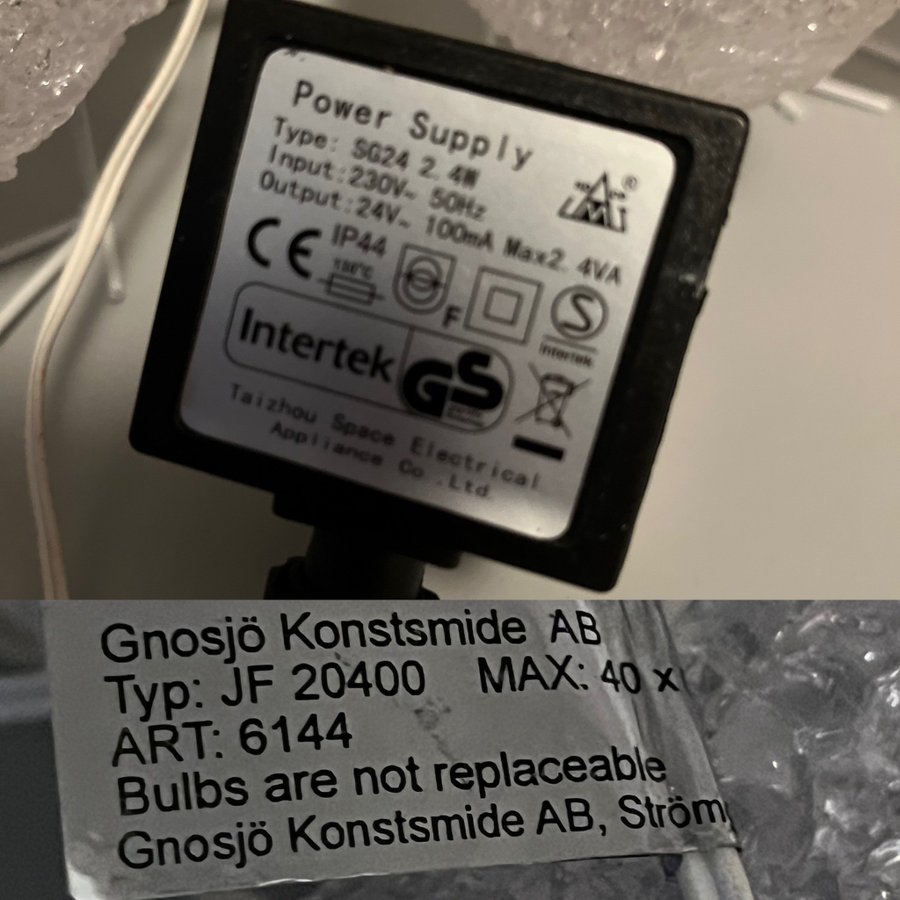 Power Supply
Type: SG24 2.4W
Input:230V~ 50Hz
Output:24V~ 100mA Max2.4VA
CE IP44
130°C
F
S
Intertek
Intertek GS
Taizhou Space Electrical
Appliance Co.,Ltd.
Gnosjö Konstsmide AB
Typ: JF 20400 MAX: 40 x
ART: 6144
Bulbs are not replaceable
Gnosjö Konstsmide AB, Ström